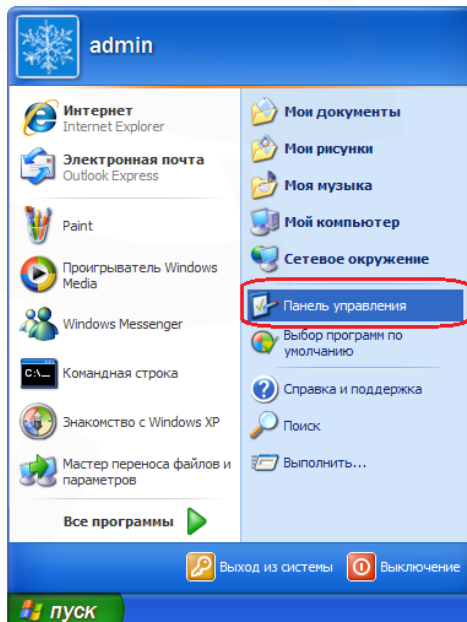 admin
Интернет
Internet Explorer
Электронная почта
Outlook Express
Paint
Проигрыватель Windows
Media
Windows Messenger
C:\_
Командная строка
Знакомство с Windows XP
Мастер переноса файлов и
параметров
Все программы
Мои документы
Мои рисунки
Моя музыка
Мой компьютер
Сетевое окружение
Панель управления
Выбор программ по
умолчанию
Справка и поддержка
Поиск
Выполнить...
Выход из системы
Выключение
пуск